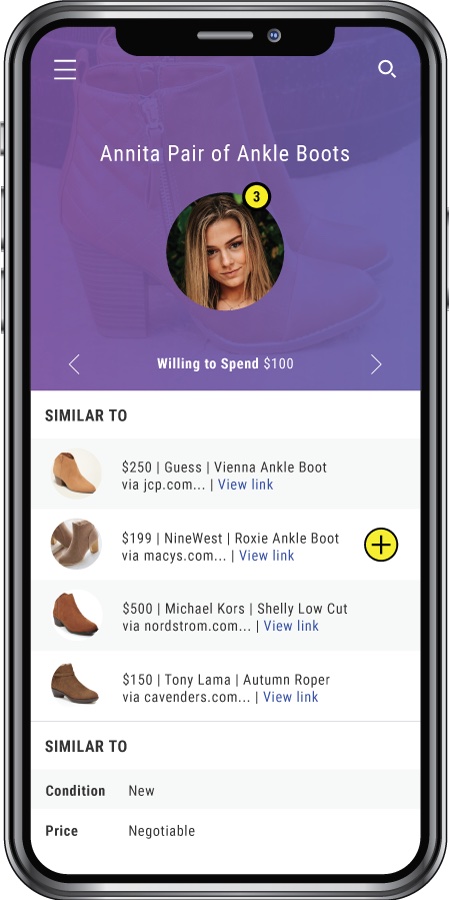 Annita Pair of Ankle Boots
3
Willing to Spend $100
SIMILAR TO
$250 | Guess | Vienna Ankle Boot
via jcp.com... | View link
$199 | NineWest | Roxie Ankle Boot
via macys.com... | View link
$500 | Michael Kors | Shelly Low Cut
via nordstrom.com... | View link
$150 | Tony Lama | Autumn Roper
via cavenders.com... | View link
SIMILAR TO
Condition New
Price Negotiable